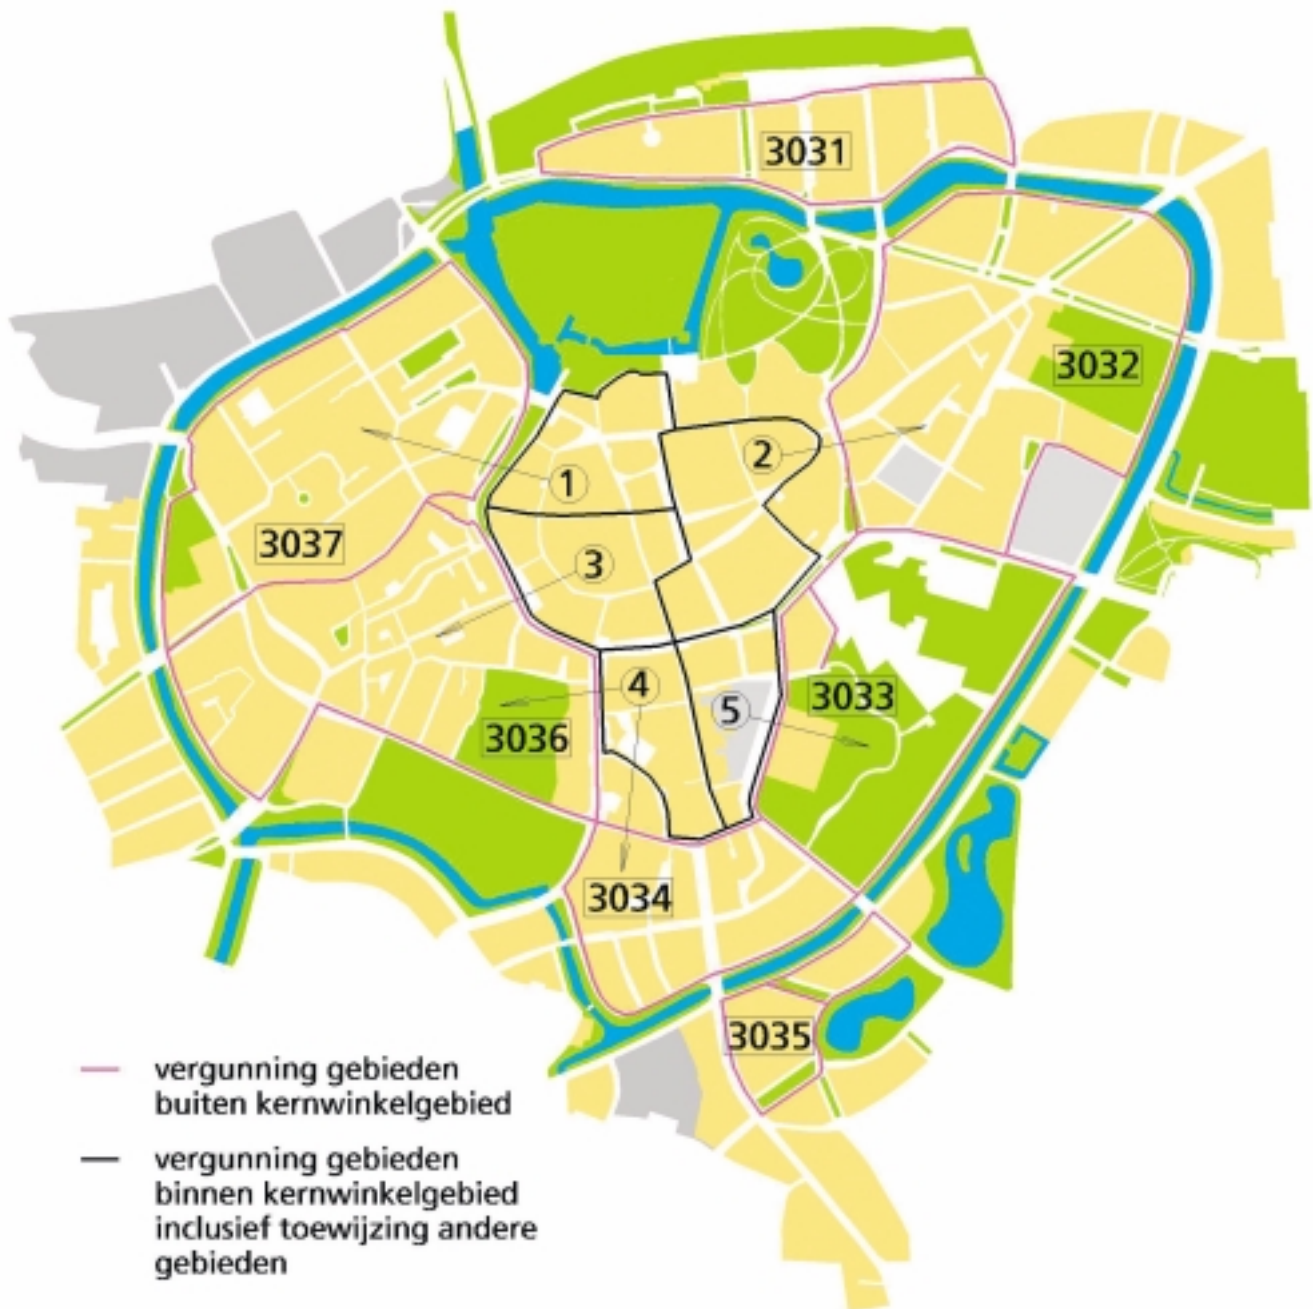 3031
3032
2
1
3037
3
4
3033
5
3036
3034
3035
vergunning gebieden
buiten kernwinkelgebied
vergunning gebieden
binnen kernwinkelgebied
inclusief toewijzing andere
gebieden